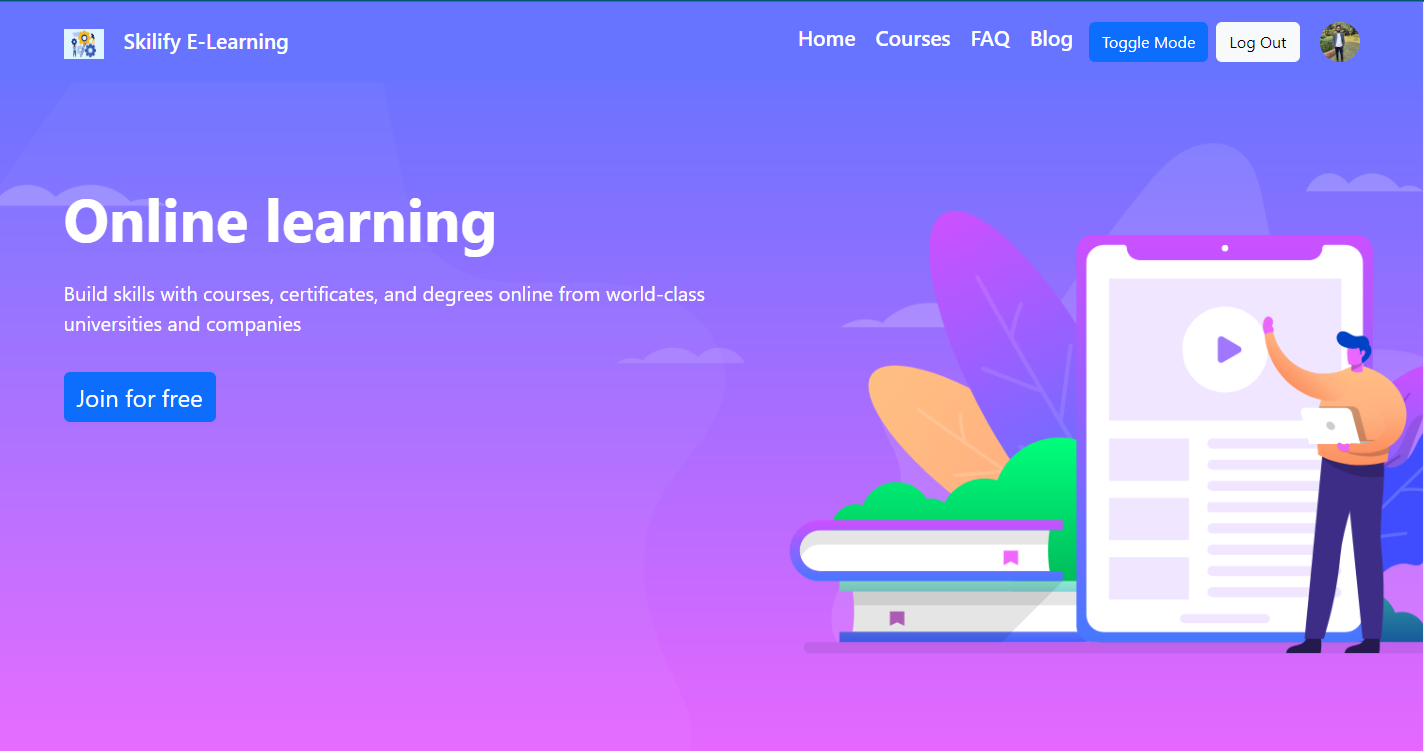 Skilify E-Learning
Home Courses FAQ Blog Toggle Mode Log Out
Online learning
Build skills with courses, certificates, and degrees online from world-class
universities and companies
Join for free